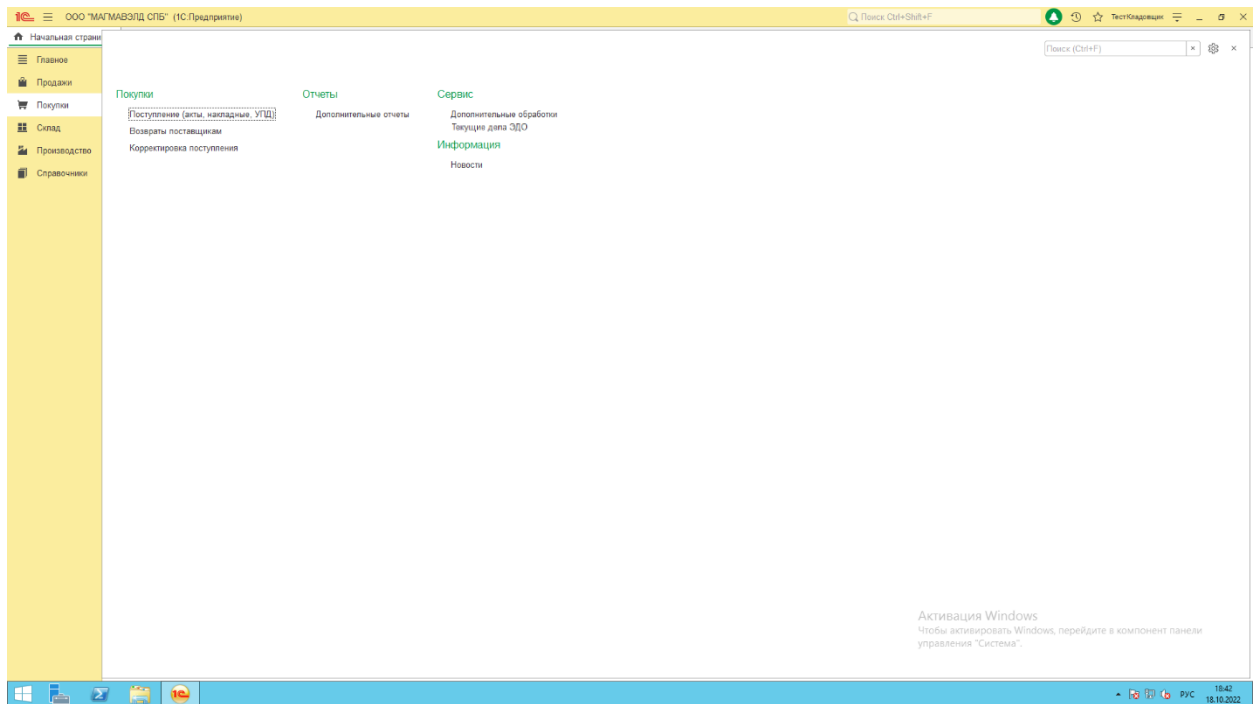 1С ООО "МАГМАВЭЛД СПБ" (1С:Предприятие)
Поиск Ctrl+Shift+F
ТестКладовщик
Начальная страни
Поиск (Ctrl+F)
Главное
Продажи
Покупки
Склад
Производство
Справочники
Покупки
Поступление (акты, накладные, УПД)
Возвраты поставщикам
Корректировка поступления
Отчеты
Дополнительные отчеты
Сервис
Дополнительные обработки
Текущие дела ЭДО
Информация
Новости
Активация Windows
Чтобы активировать Windows, перейдите в компонент панели
управления "Система".
1С
РУС
18:42
18.10.2022